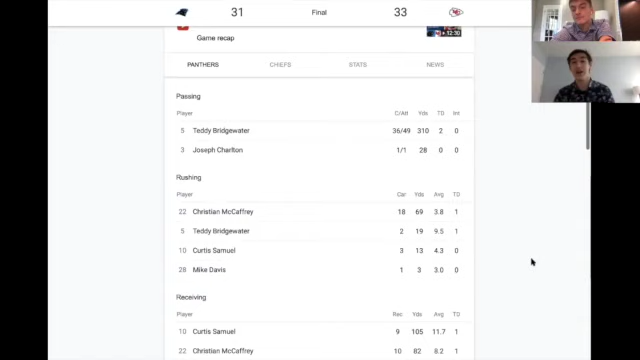 31 Final 33
Game recap
12:30
PANTHERS CHIEFS STATS NEWS
Passing
Player C/Att Yds TD Int
5 Teddy Bridgewater 36/49 310 2 0
3 Joseph Charlton 1/1 28 0 0
Rushing
Player Car Yds Avg TD
22 Christian McCaffrey 18 69 3.8 1
5 Teddy Bridgewater 2 19 9.5 1
10 Curtis Samuel 3 13 4.3 0
28 Mike Davis 1 3 3.0 0
Receiving
Player Rec Yds Avg TD
10 Curtis Samuel 9 105 11.7 1
22 Christian McCaffrey 10 82 8.2 1